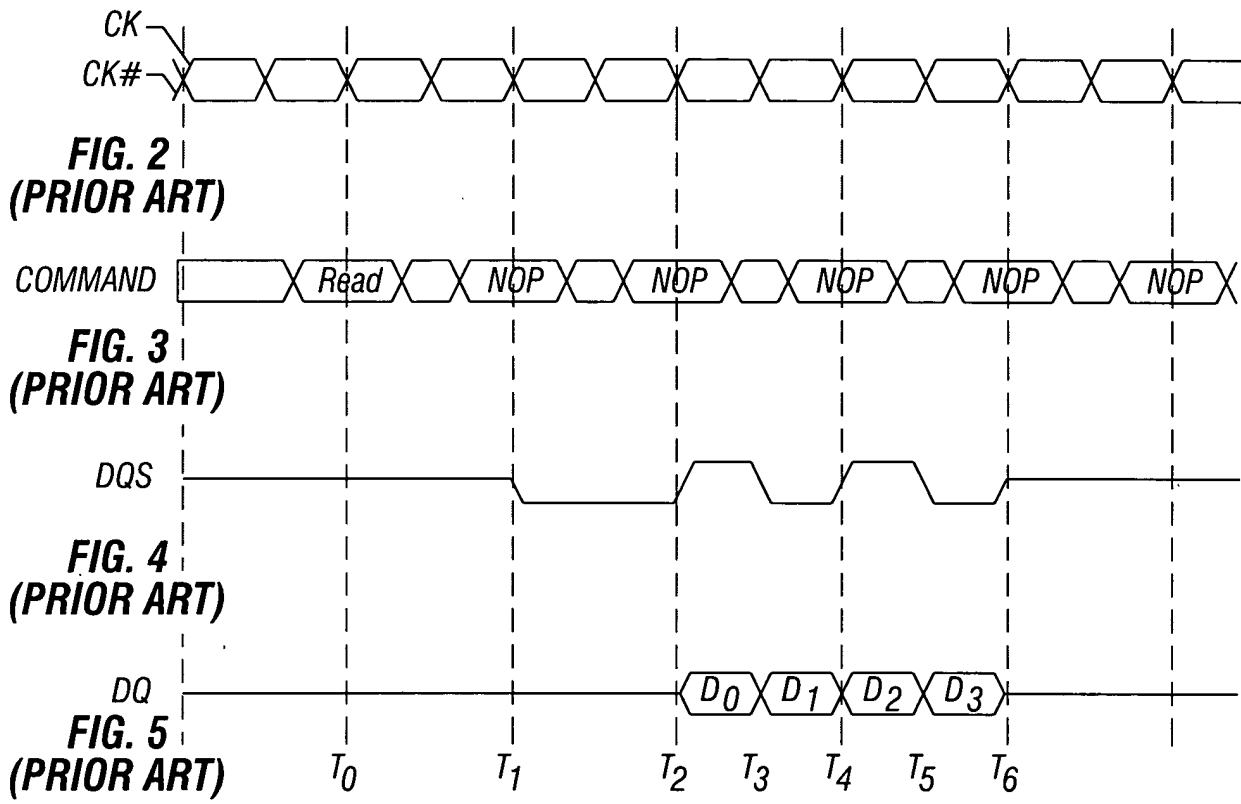 CK
CK#
FIG. 2
(PRIOR ART)
COMMAND Read NOP NOP NOP NOP NOP
FIG. 3
(PRIOR ART)
DQS
FIG. 4
(PRIOR ART)
DQ D0 D1 D2 D3
FIG. 5
(PRIOR ART)
T0 T1 T2 T3 T4 T5 T6